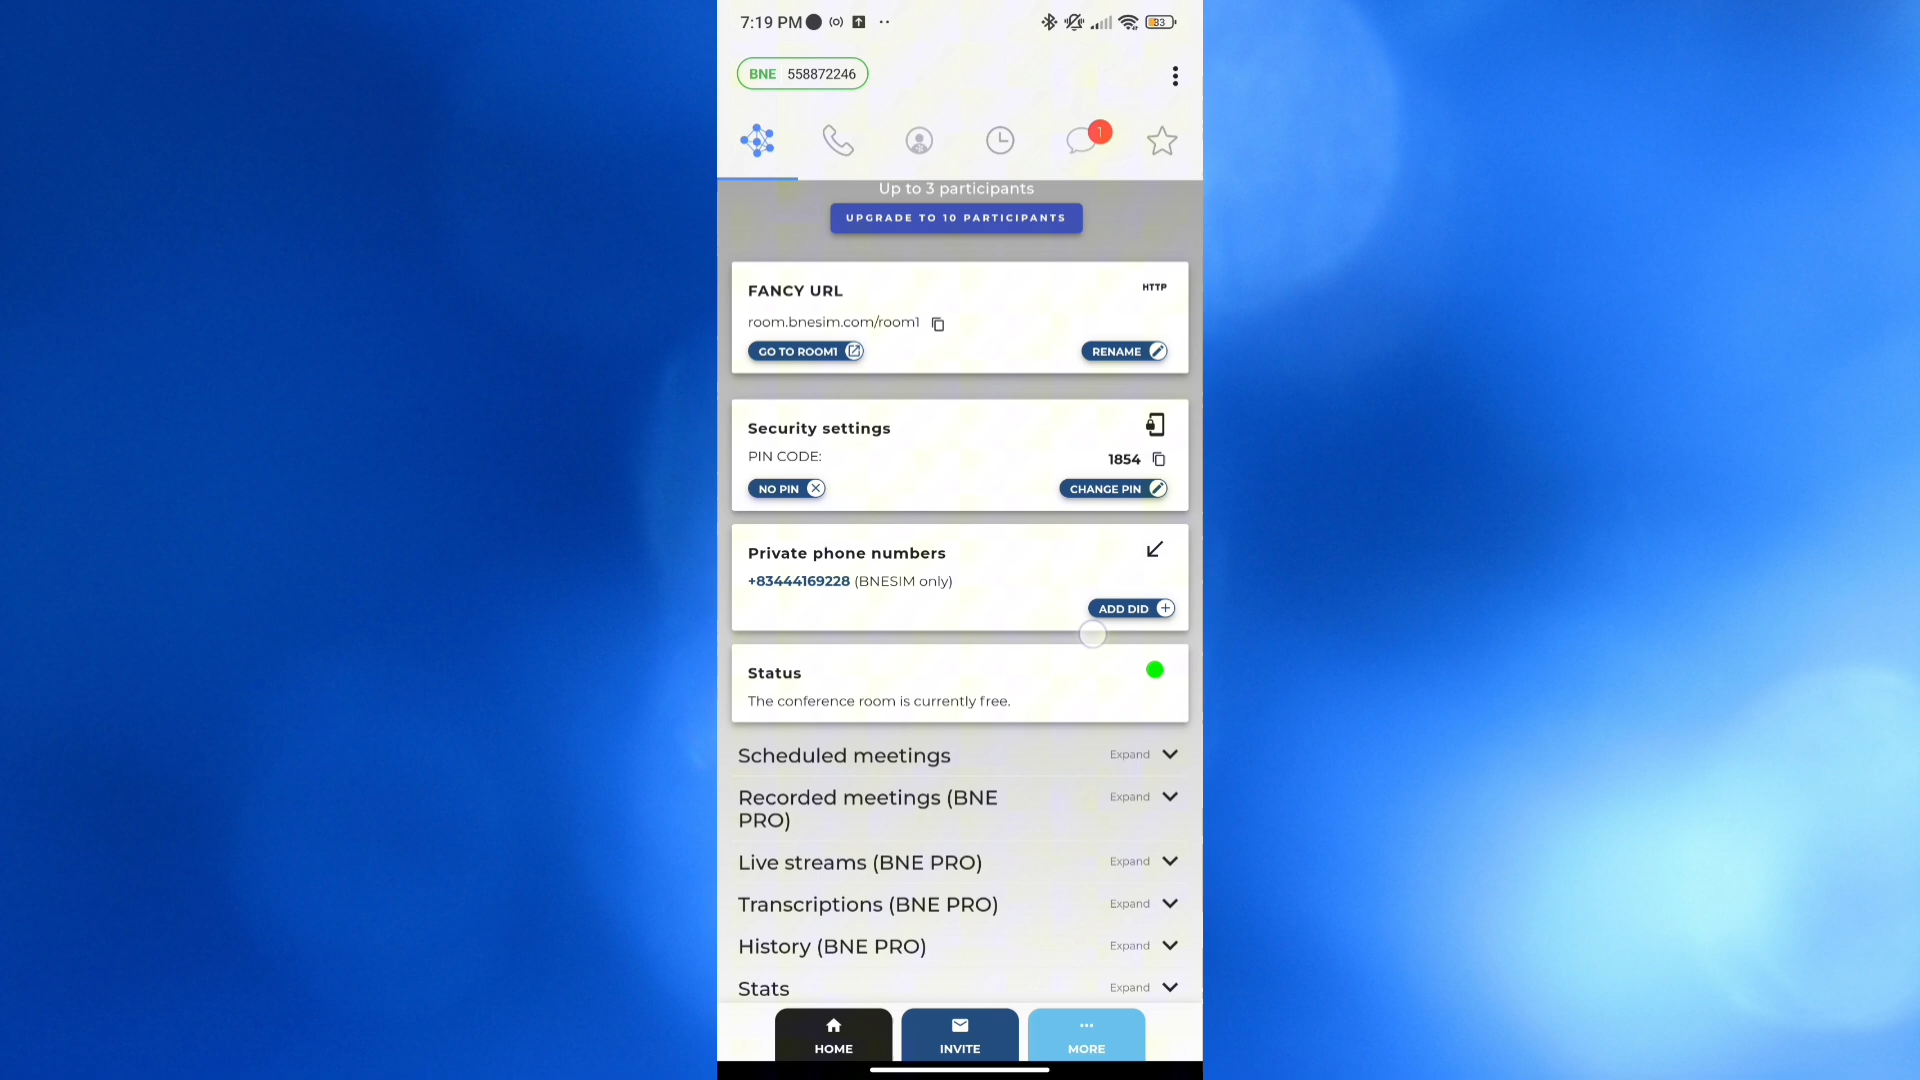 7:19 PM
33
BNE 558872246
1
Up to 3 participants
UPGRADE TO 10 PARTICIPANTS
FANCY URL
HTTP
room.bnesim.com/room1
GO TO ROOM1
RENAME
Security settings
PIN CODE:
1854
NO PIN
CHANGE PIN
Private phone numbers
+83444169228 (BNESIM only)
ADD DID
Status
The conference room is currently free.
Scheduled meetings
Expand
Recorded meetings (BNE
PRO)
Expand
Live streams (BNE PRO)
Expand
Transcriptions (BNE PRO)
Expand
History (BNE PRO)
Expand
Stats
Expand
HOME
INVITE
MORE